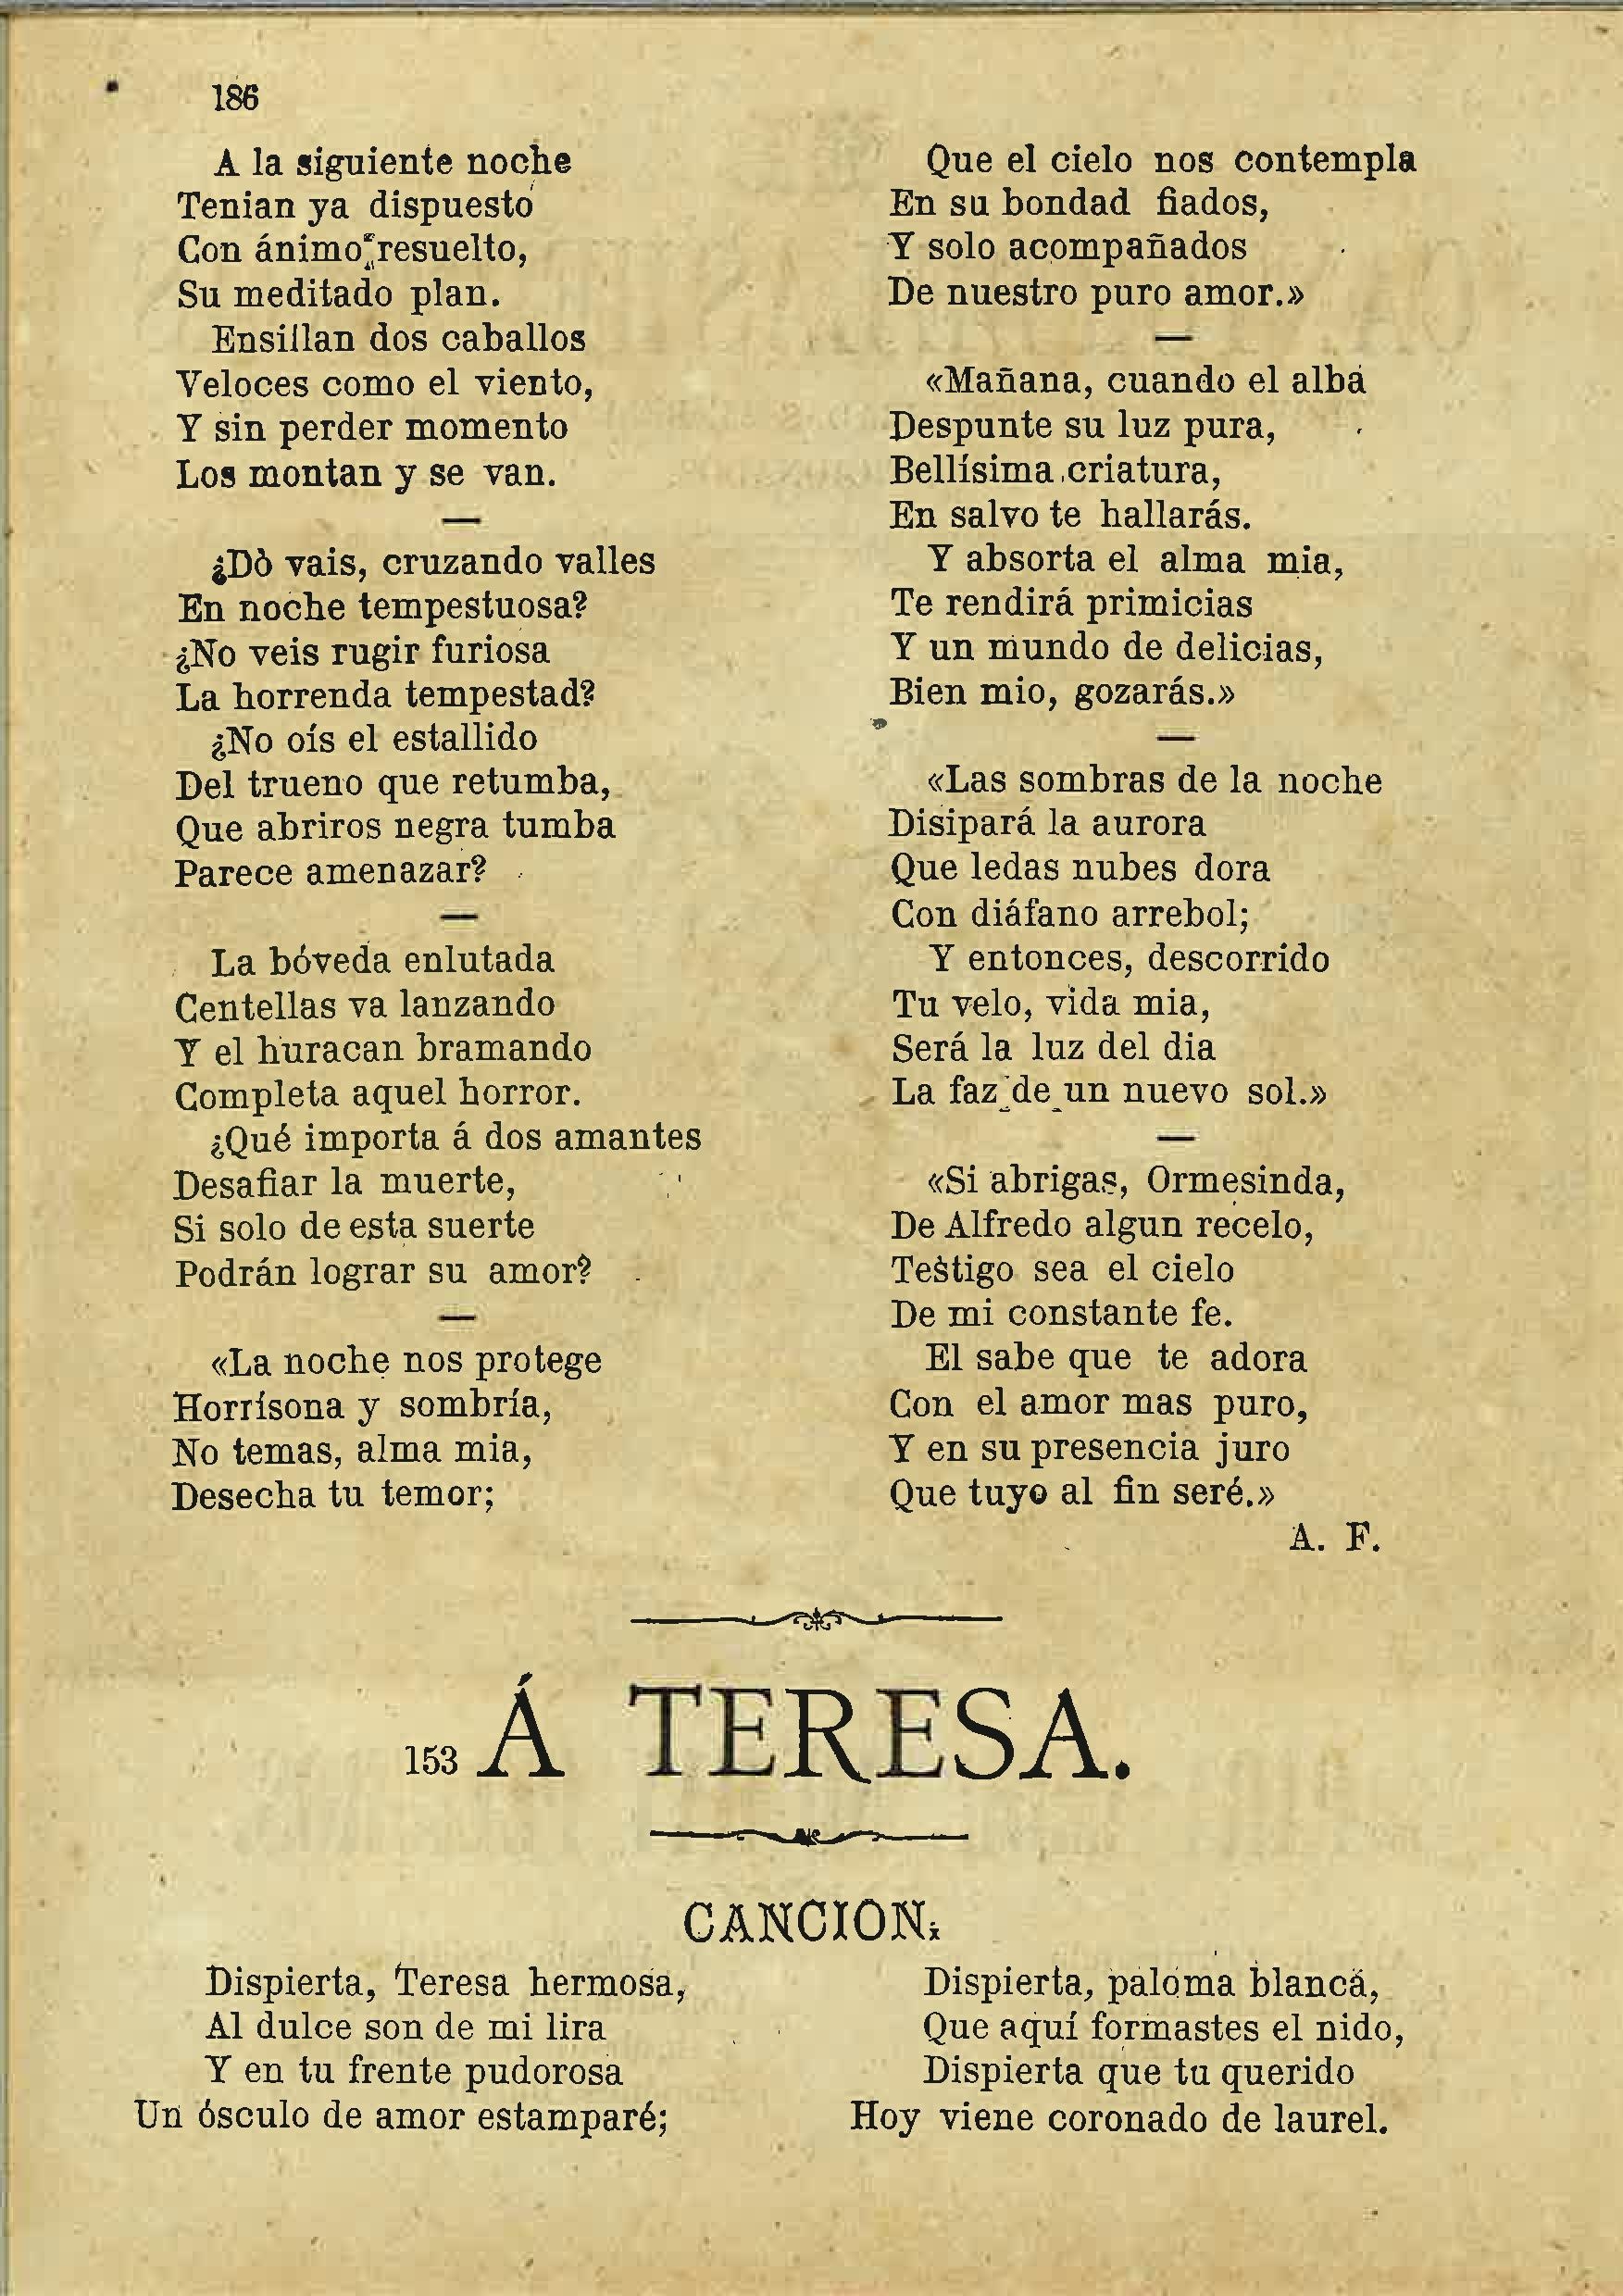 186
A la siguiente noche
Tenian ya dispuesto
Con ánimo resuelto,
Su meditado plan.
Ensillan dos caballos
Veloces como el viento,
Y sin perder momento
Los montan y se van.
—
¿Dò vais, cruzando valles
En noche tempestuosa?
¿No veis rugir furiosa
La horrenda tempestad?
¿No oís el estallido
Del trueno que retumba,
Que abriros negra tumba
Parece amenazar?
—
La bóveda enlutada
Centellas va lanzando
Y el huracan bramando
Completa aquel horror.
¿Qué importa á dos amantes
Desafiar la muerte,
Si solo de esta suerte
Podrán lograr su amor?
—
«La noche nos protege
Horrísona y sombría,
No temas, alma mia,
Desecha tu temor;
Que el cielo nos contempla
En su bondad fiados,
Y solo acompañados
De nuestro puro amor.»
—
«Mañana, cuando el alba
Despunte su luz pura,
Bellísima criatura,
En salvo te hallarás.
Y absorta el alma mia,
Te rendirá primicias
Y un mundo de delicias,
Bien mio, gozarás.»
—
«Las sombras de la noche
Disipará la aurora
Que ledas nubes dora
Con diáfano arrebol;
Y entonces, descorrido
Tu velo, vida mia,
Será la luz del dia
La faz de un nuevo sol.»
—
«Si abrigas, Ormesinda,
De Alfredo algun recelo,
Testigo sea el cielo
De mi constante fe.
El sabe que te adora
Con el amor mas puro,
Y en su presencia juro
Que tuyo al fin seré.»
A. F.
153 Á TERESA.
CANCION.
Dispierta, Teresa hermosa,
Al dulce son de mi lira
Y en tu frente pudorosa
Un ósculo de amor estamparé;
Dispierta, paloma blanca,
Que aquí formastes el nido,
Dispierta que tu querido
Hoy viene coronado de laurel.